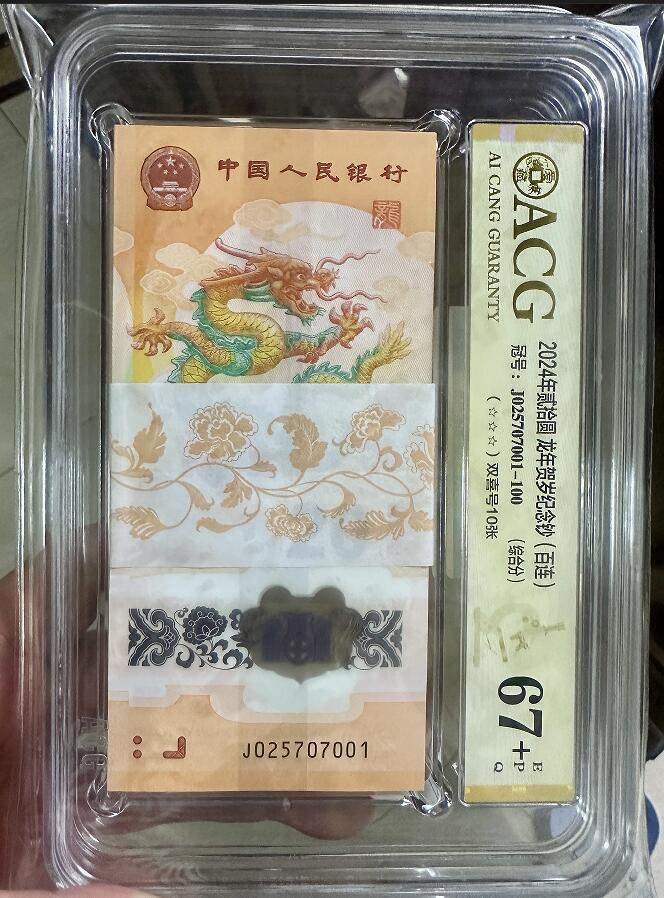 中国人民银行
龍
J025707001
ACG
AI CANG GUARANTY
2024年贰拾圆 龙年贺岁纪念钞（百连）
冠号：J025707001-100 （综合分）
（☆☆☆）双喜号10张
67+
E
P
Q